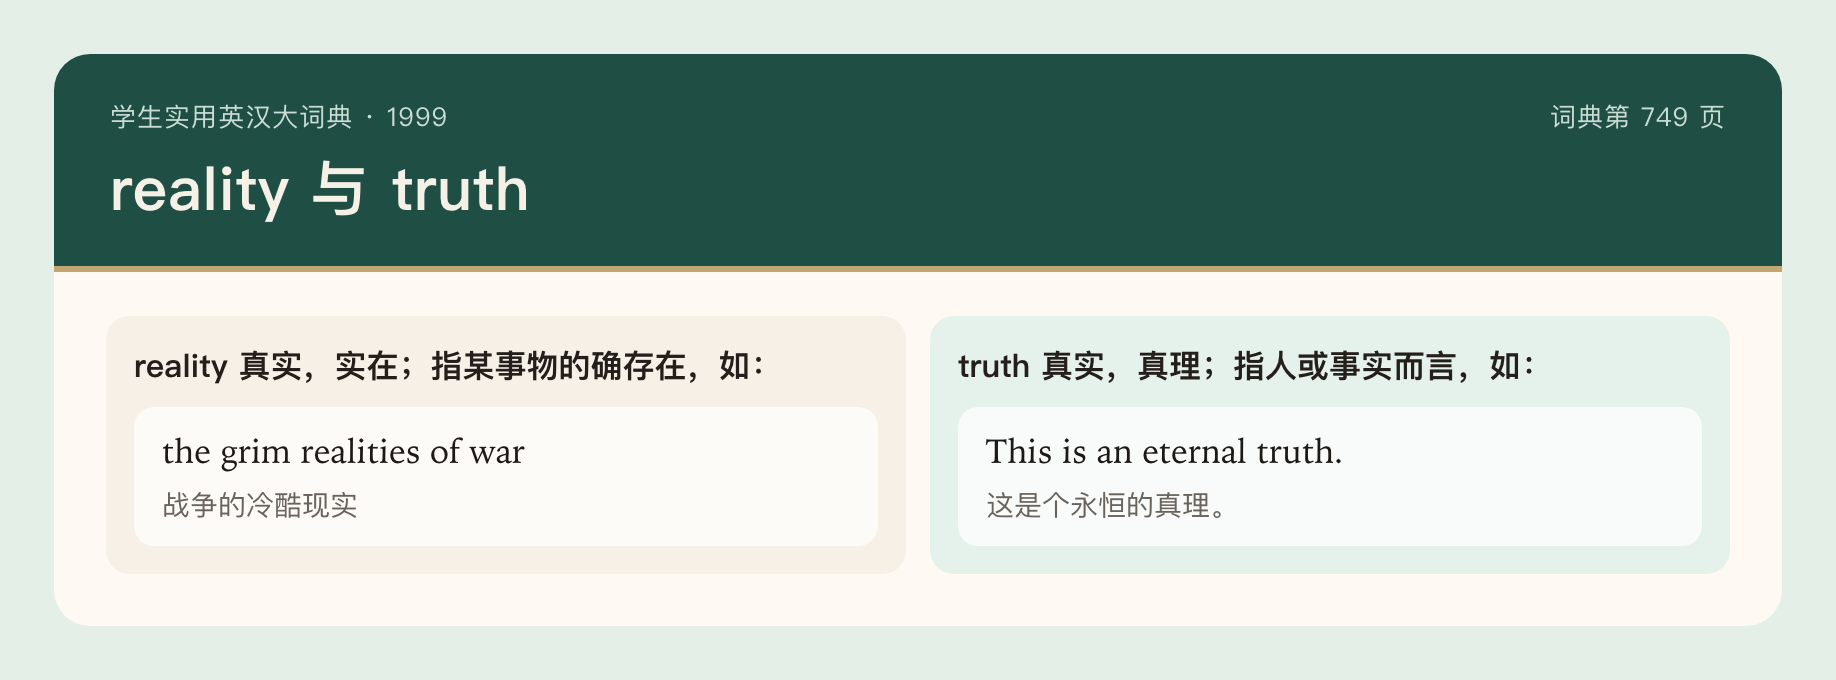 学生实用英汉大词典 · 1999
词典第 749 页
reality 与 truth
reality 真实，实在；指某事物的确存在，如：
the grim realities of war
战争的冷酷现实
truth 真实，真理；指人或事实而言，如：
This is an eternal truth.
这是个永恒的真理。